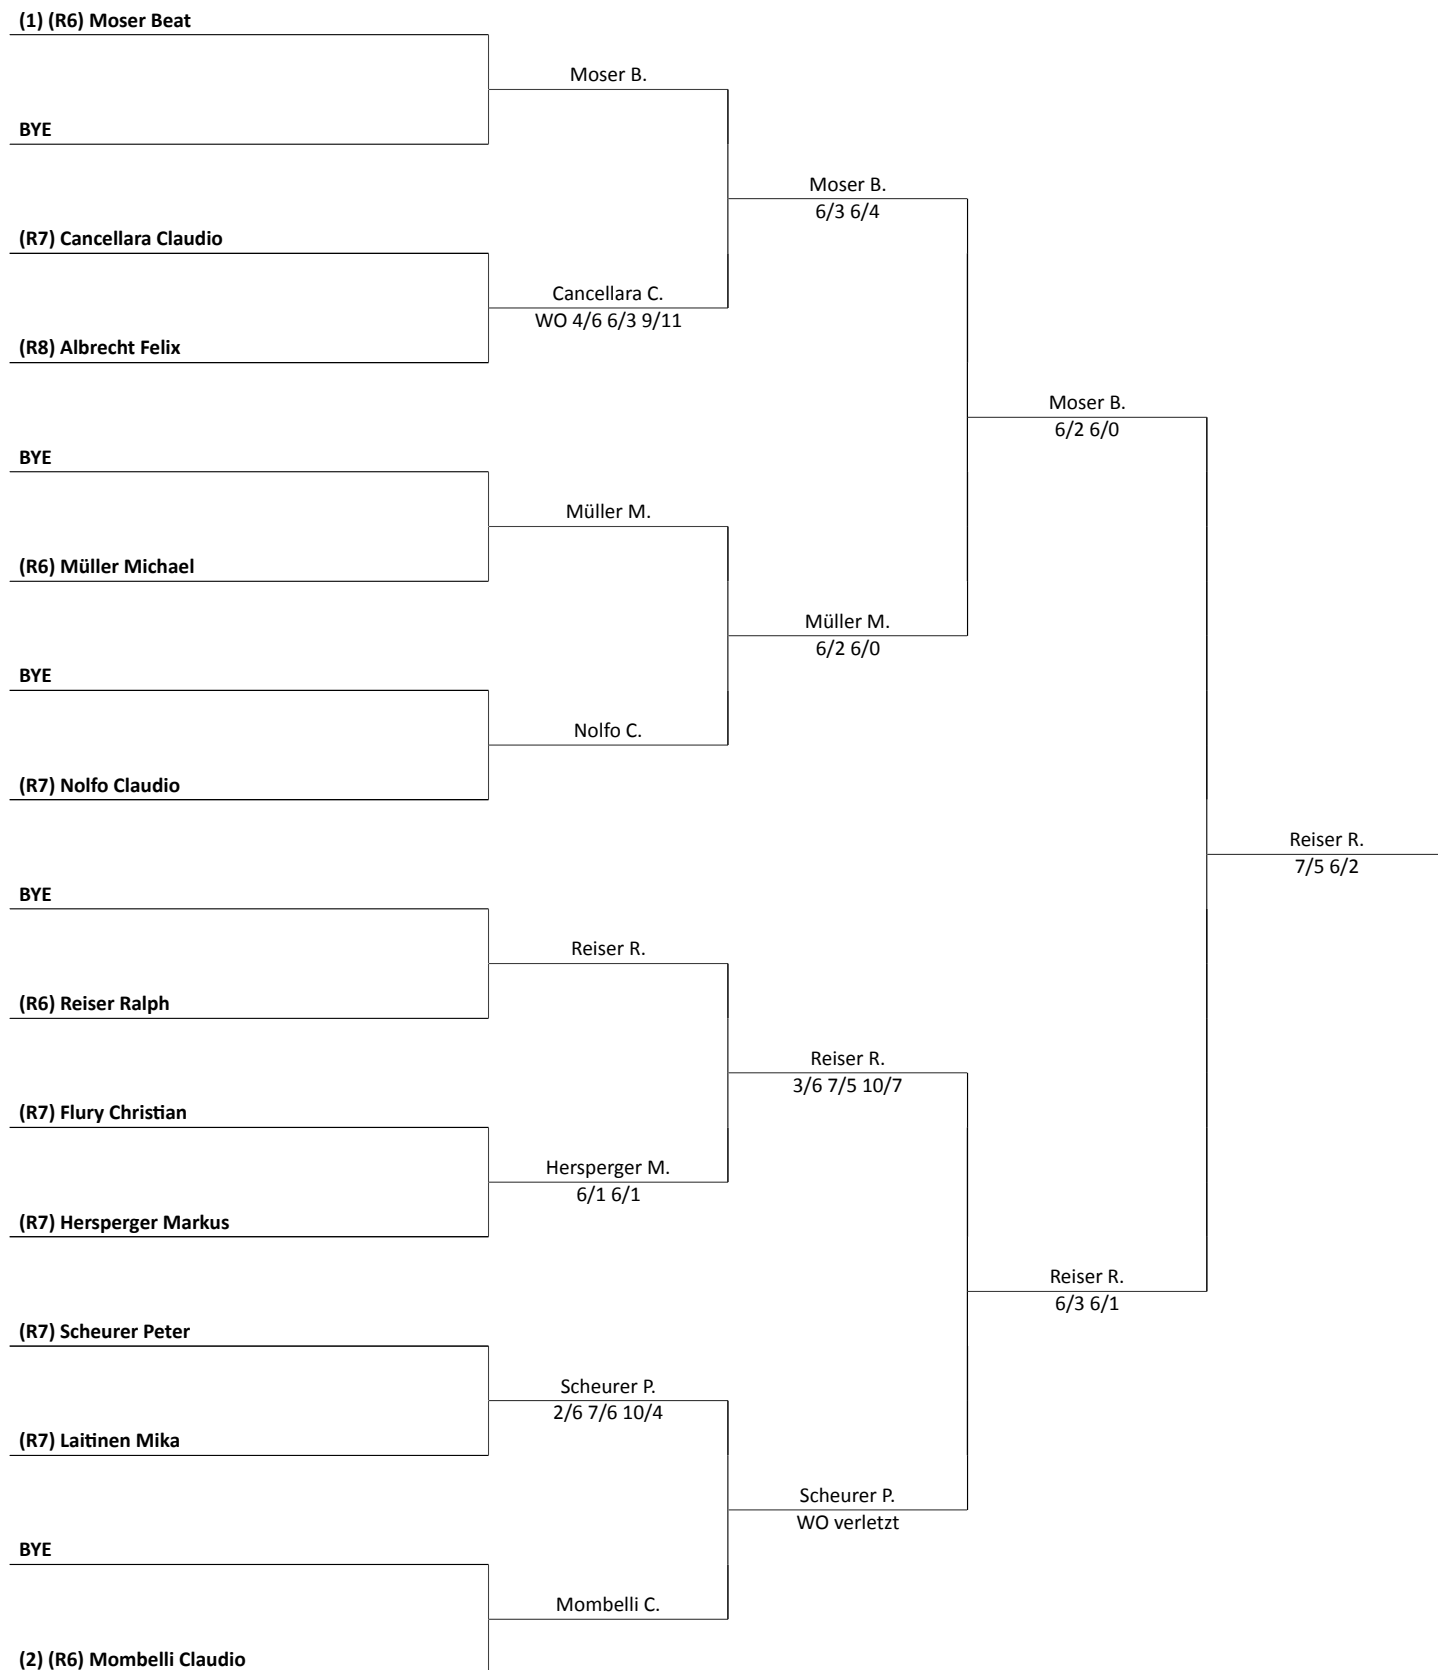 (1) (R6) Moser Beat
Moser B.
BYE
Moser B.
6/3 6/4
(R7) Cancellara Claudio
Cancellara C.
WO 4/6 6/3 9/11
(R8) Albrecht Felix
Moser B.
6/2 6/0
BYE
Müller M.
(R6) Müller Michael
Müller M.
6/2 6/0
BYE
Nolfo C.
(R7) Nolfo Claudio
Reiser R.
7/5 6/2
BYE
Reiser R.
(R6) Reiser Ralph
Reiser R.
3/6 7/5 10/7
(R7) Flury Christian
Hersperger M.
6/1 6/1
(R7) Hersperger Markus
Reiser R.
6/3 6/1
(R7) Scheurer Peter
Scheurer P.
2/6 7/6 10/4
(R7) Laitinen Mika
Scheurer P.
WO verletzt
BYE
Mombelli C.
(2) (R6) Mombelli Claudio